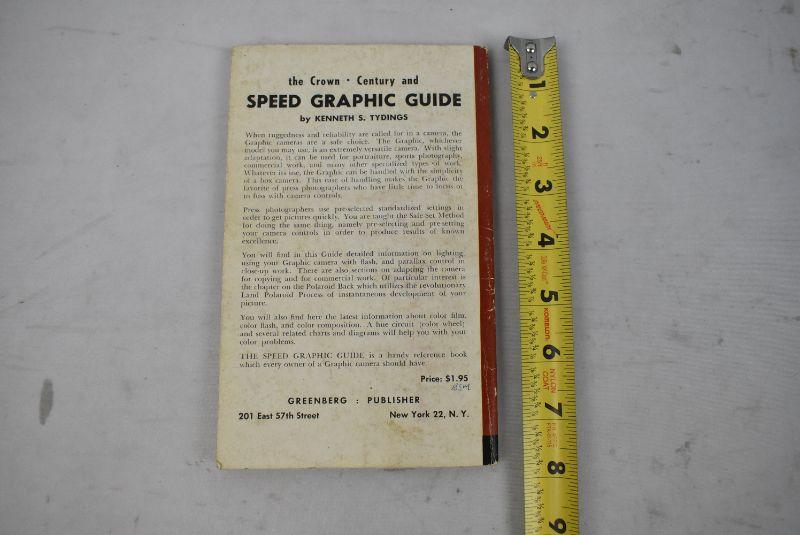 the Crown · Century and
SPEED GRAPHIC GUIDE
by KENNETH S. TYDINGS
When ruggedness and reliability are called for in a camera, the
Graphic cameras are a safe choice. The Graphic, whichever
model you may use, is an extremely versatile camera. With slight
adaptation, it can be used for portraiture, sports photography,
commercial work, and many other specialized types of work.
Whatever its use, the Graphic can be handled with the simplicity
of a box camera. This ease of handling makes the Graphic the
favorite of press photographers who have little time to focus or
to fuss with camera controls.
Press photographers use pre-selected standardized settings in
order to get pictures quickly. You are taught the Safe Set Method
for doing the same thing, namely pre-selecting and pre-setting
your camera controls in order to produce results of known
excellence.
You will find in this Guide detailed information on lighting,
using your Graphic camera with flash, and parallax control in
close-up work. There are also sections on adapting the camera
for copying and for commercial work. Of particular interest is
the chapter on the Polaroid Back which utilizes the revolutionary
Land Polaroid Process of instantaneous development of your
picture.
You will also find here the latest information about color film,
color flash, and color composition. A hue circuit (color wheel)
and several related charts and diagrams will help you with your
color problems.
THE SPEED GRAPHIC GUIDE is a handy reference book
which every owner of a Graphic camera should have.
Price: $1.95
GREENBERG : PUBLISHER
201 East 57th Street New York 22, N. Y.
1
2
3
4
5
6
7
8
9
KOMELON
NYLON
COAT